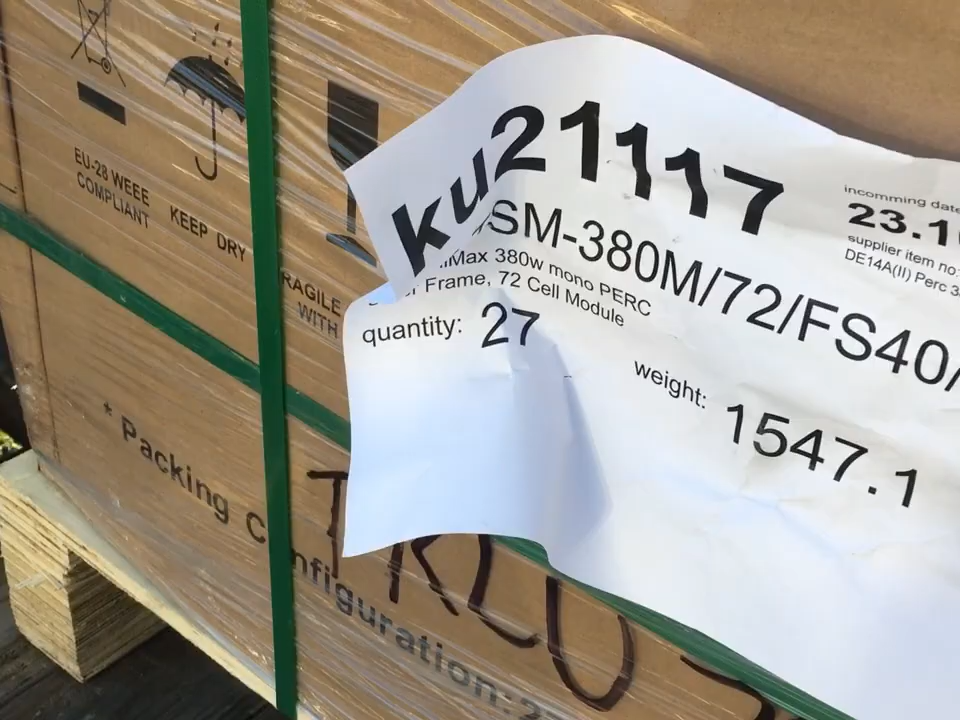 EU-28 WEEE
COMPLIANT
KEEP DRY
RAGILE
WITH
ku21117
incomming date
23.1
supplier item no:
DE14A(II) Perc 3
SM-380M/72/FS40/
Max 380w mono PERC
Frame, 72 Cell Module
quantity: 27
weight: 1547.1
* Packing Configuration: